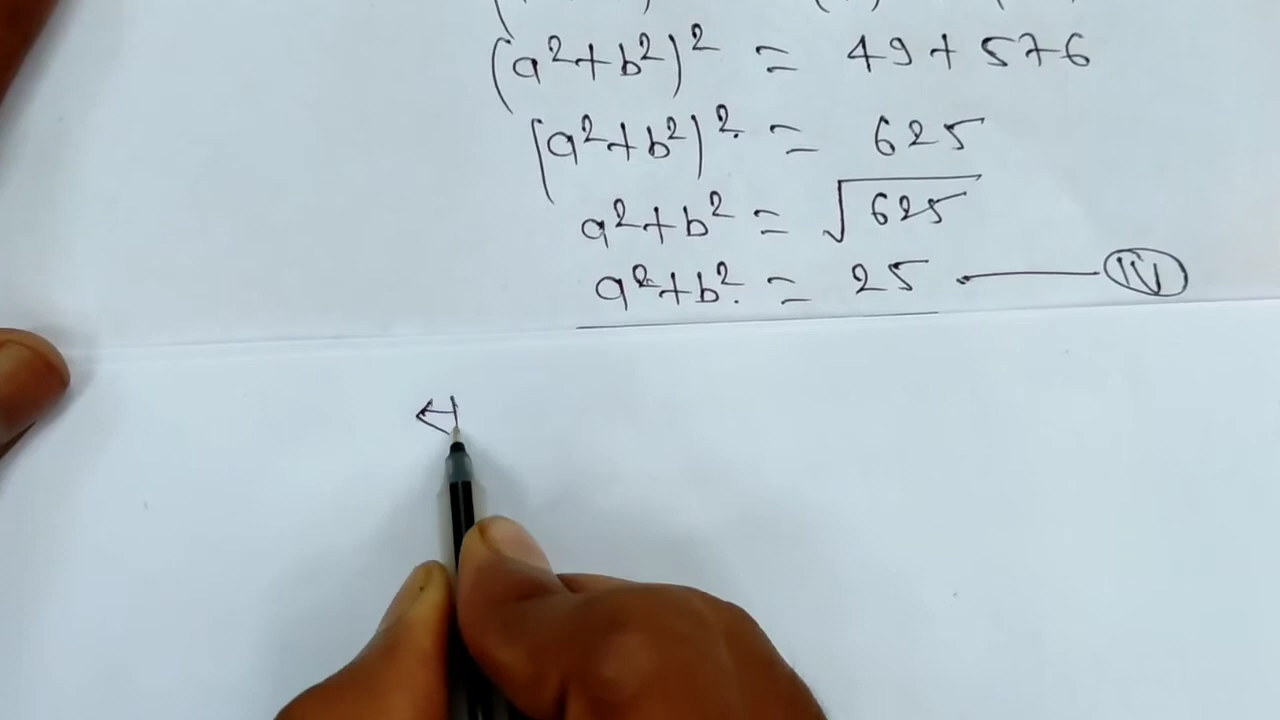 (a²+b²)² = 49+576
(a²+b²)² = 625
a²+b² = √625
a²+b² = 25 — IV